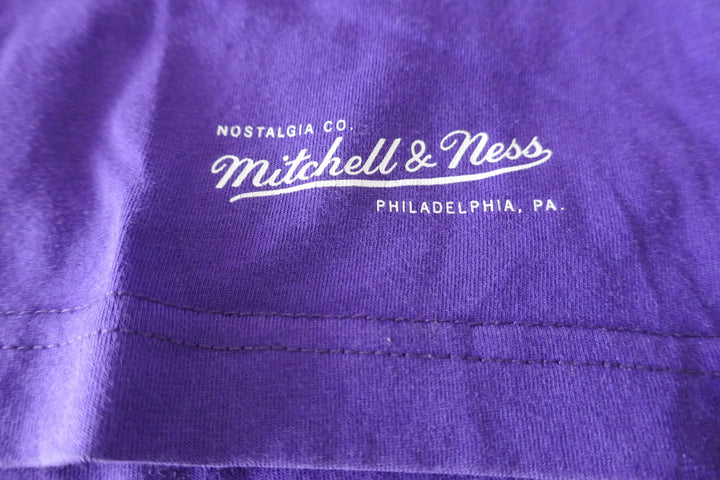 NOSTALGIA CO.
Mitchell & Ness
PHILADELPHIA, PA.